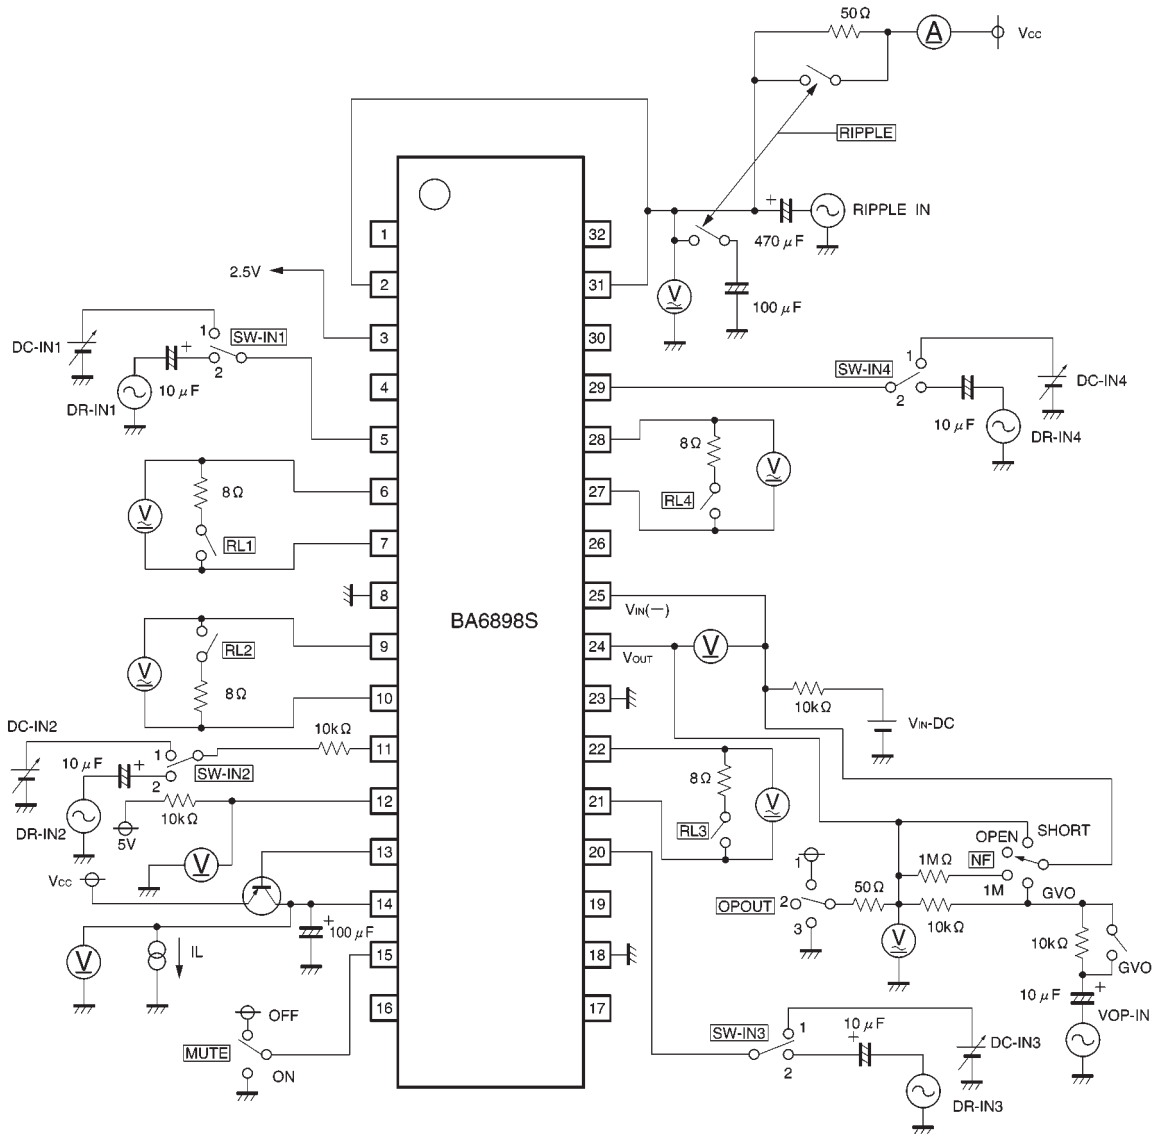 50Ω
A
Vcc
RIPPLE
+
RIPPLE IN
470μF
100μF
V
1
32
2
31
2.5V
3
30
DC-IN1
1
SW-IN1
+
2
10μF
DR-IN1
4
29
SW-IN4
1
2
DC-IN4
10μF
DR-IN4
5
28
8Ω
V
RL4
6
27
V
8Ω
RL1
7
26
8
25
VIN(−)
BA6898S
9
24
VOUT
V
V
RL2
8Ω
10
23
10kΩ
VIN-DC
DC-IN2
10kΩ
11
22
1
SW-IN2
10μF
+
2
8Ω
V
RL3
DR-IN2
5V
10kΩ
12
21
V
13
20
Vcc
14
19
+
100μF
V
IL
15
18
16
17
OPEN
SHORT
NF
1MΩ
1M
GVO
1
OPOUT
2
3
50Ω
10kΩ
V
10kΩ
GVO
10μF
+
VOP-IN
OFF
MUTE
ON
SW-IN3
1
2
10μF
+
DC-IN3
DR-IN3